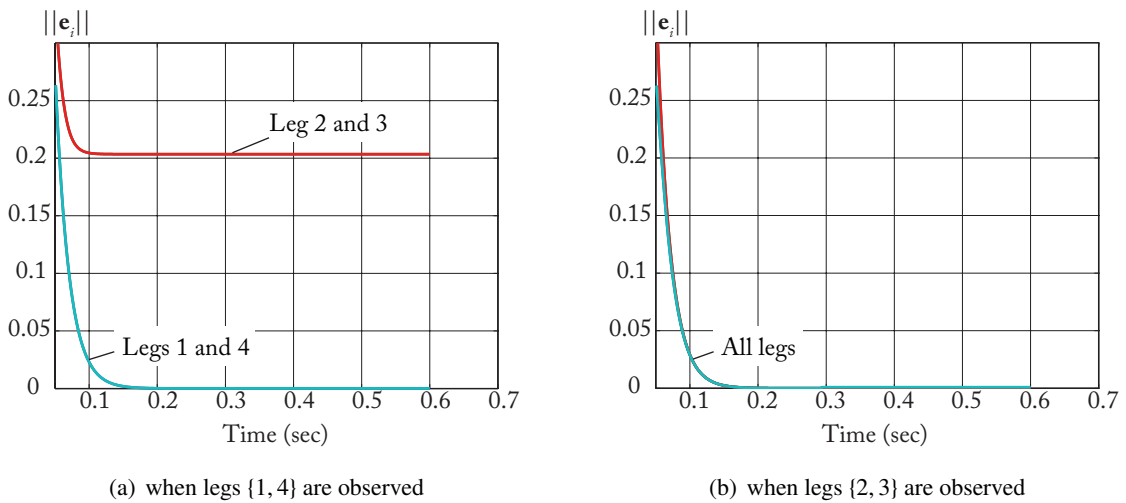 ||e_i||
0.25
0.2
0.15
0.1
0.05
0
Leg 2 and 3
Legs 1 and 4
0.1 0.2 0.3 0.4 0.5 0.6 0.7
Time (sec)
(a) when legs {1, 4} are observed
||e_i||
0.25
0.2
0.15
0.1
0.05
0
All legs
0.1 0.2 0.3 0.4 0.5 0.6 0.7
Time (sec)
(b) when legs {2, 3} are observed